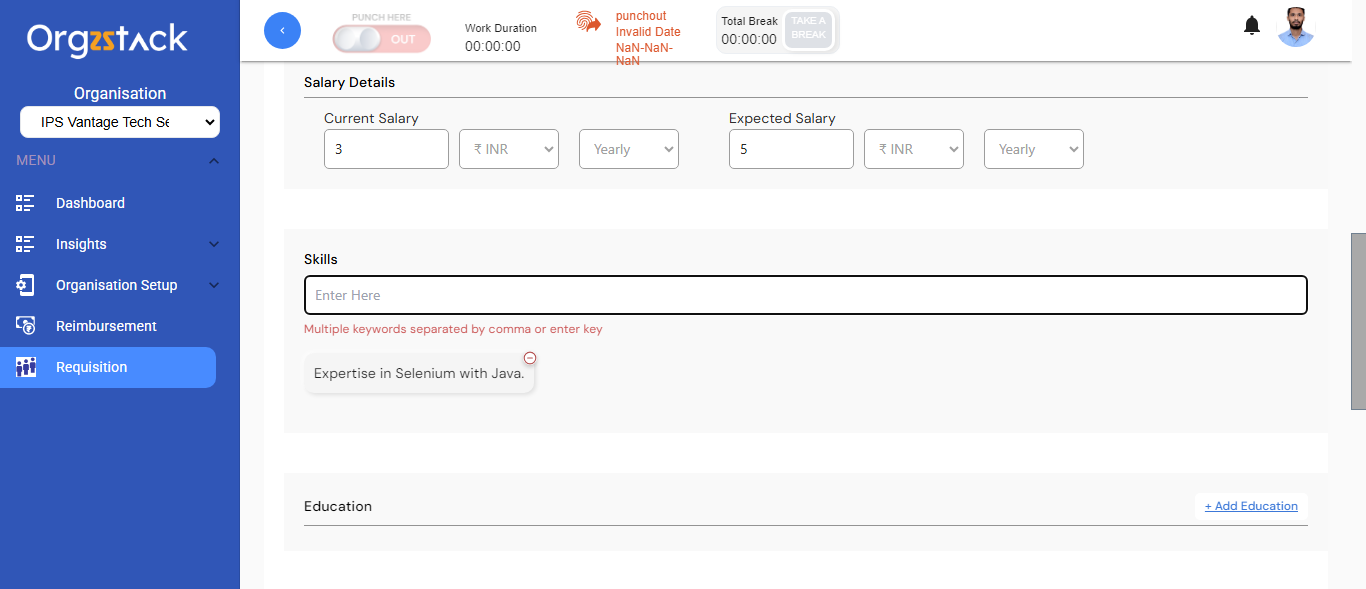 Orgzstack
Organisation
IPS Vantage Tech Se
MENU
Dashboard
Insights
Organisation Setup
Reimbursement
Requisition
PUNCH HERE
OUT
Work Duration
00:00:00
punchout
Invalid Date
NaN-NaN-
NaN
Total Break
00:00:00
TAKE A
BREAK
Salary Details
Current Salary
3
₹ INR
Yearly
Expected Salary
5
₹ INR
Yearly
Skills
Enter Here
Multiple keywords separated by comma or enter key
Expertise in Selenium with Java.
Education
+ Add Education